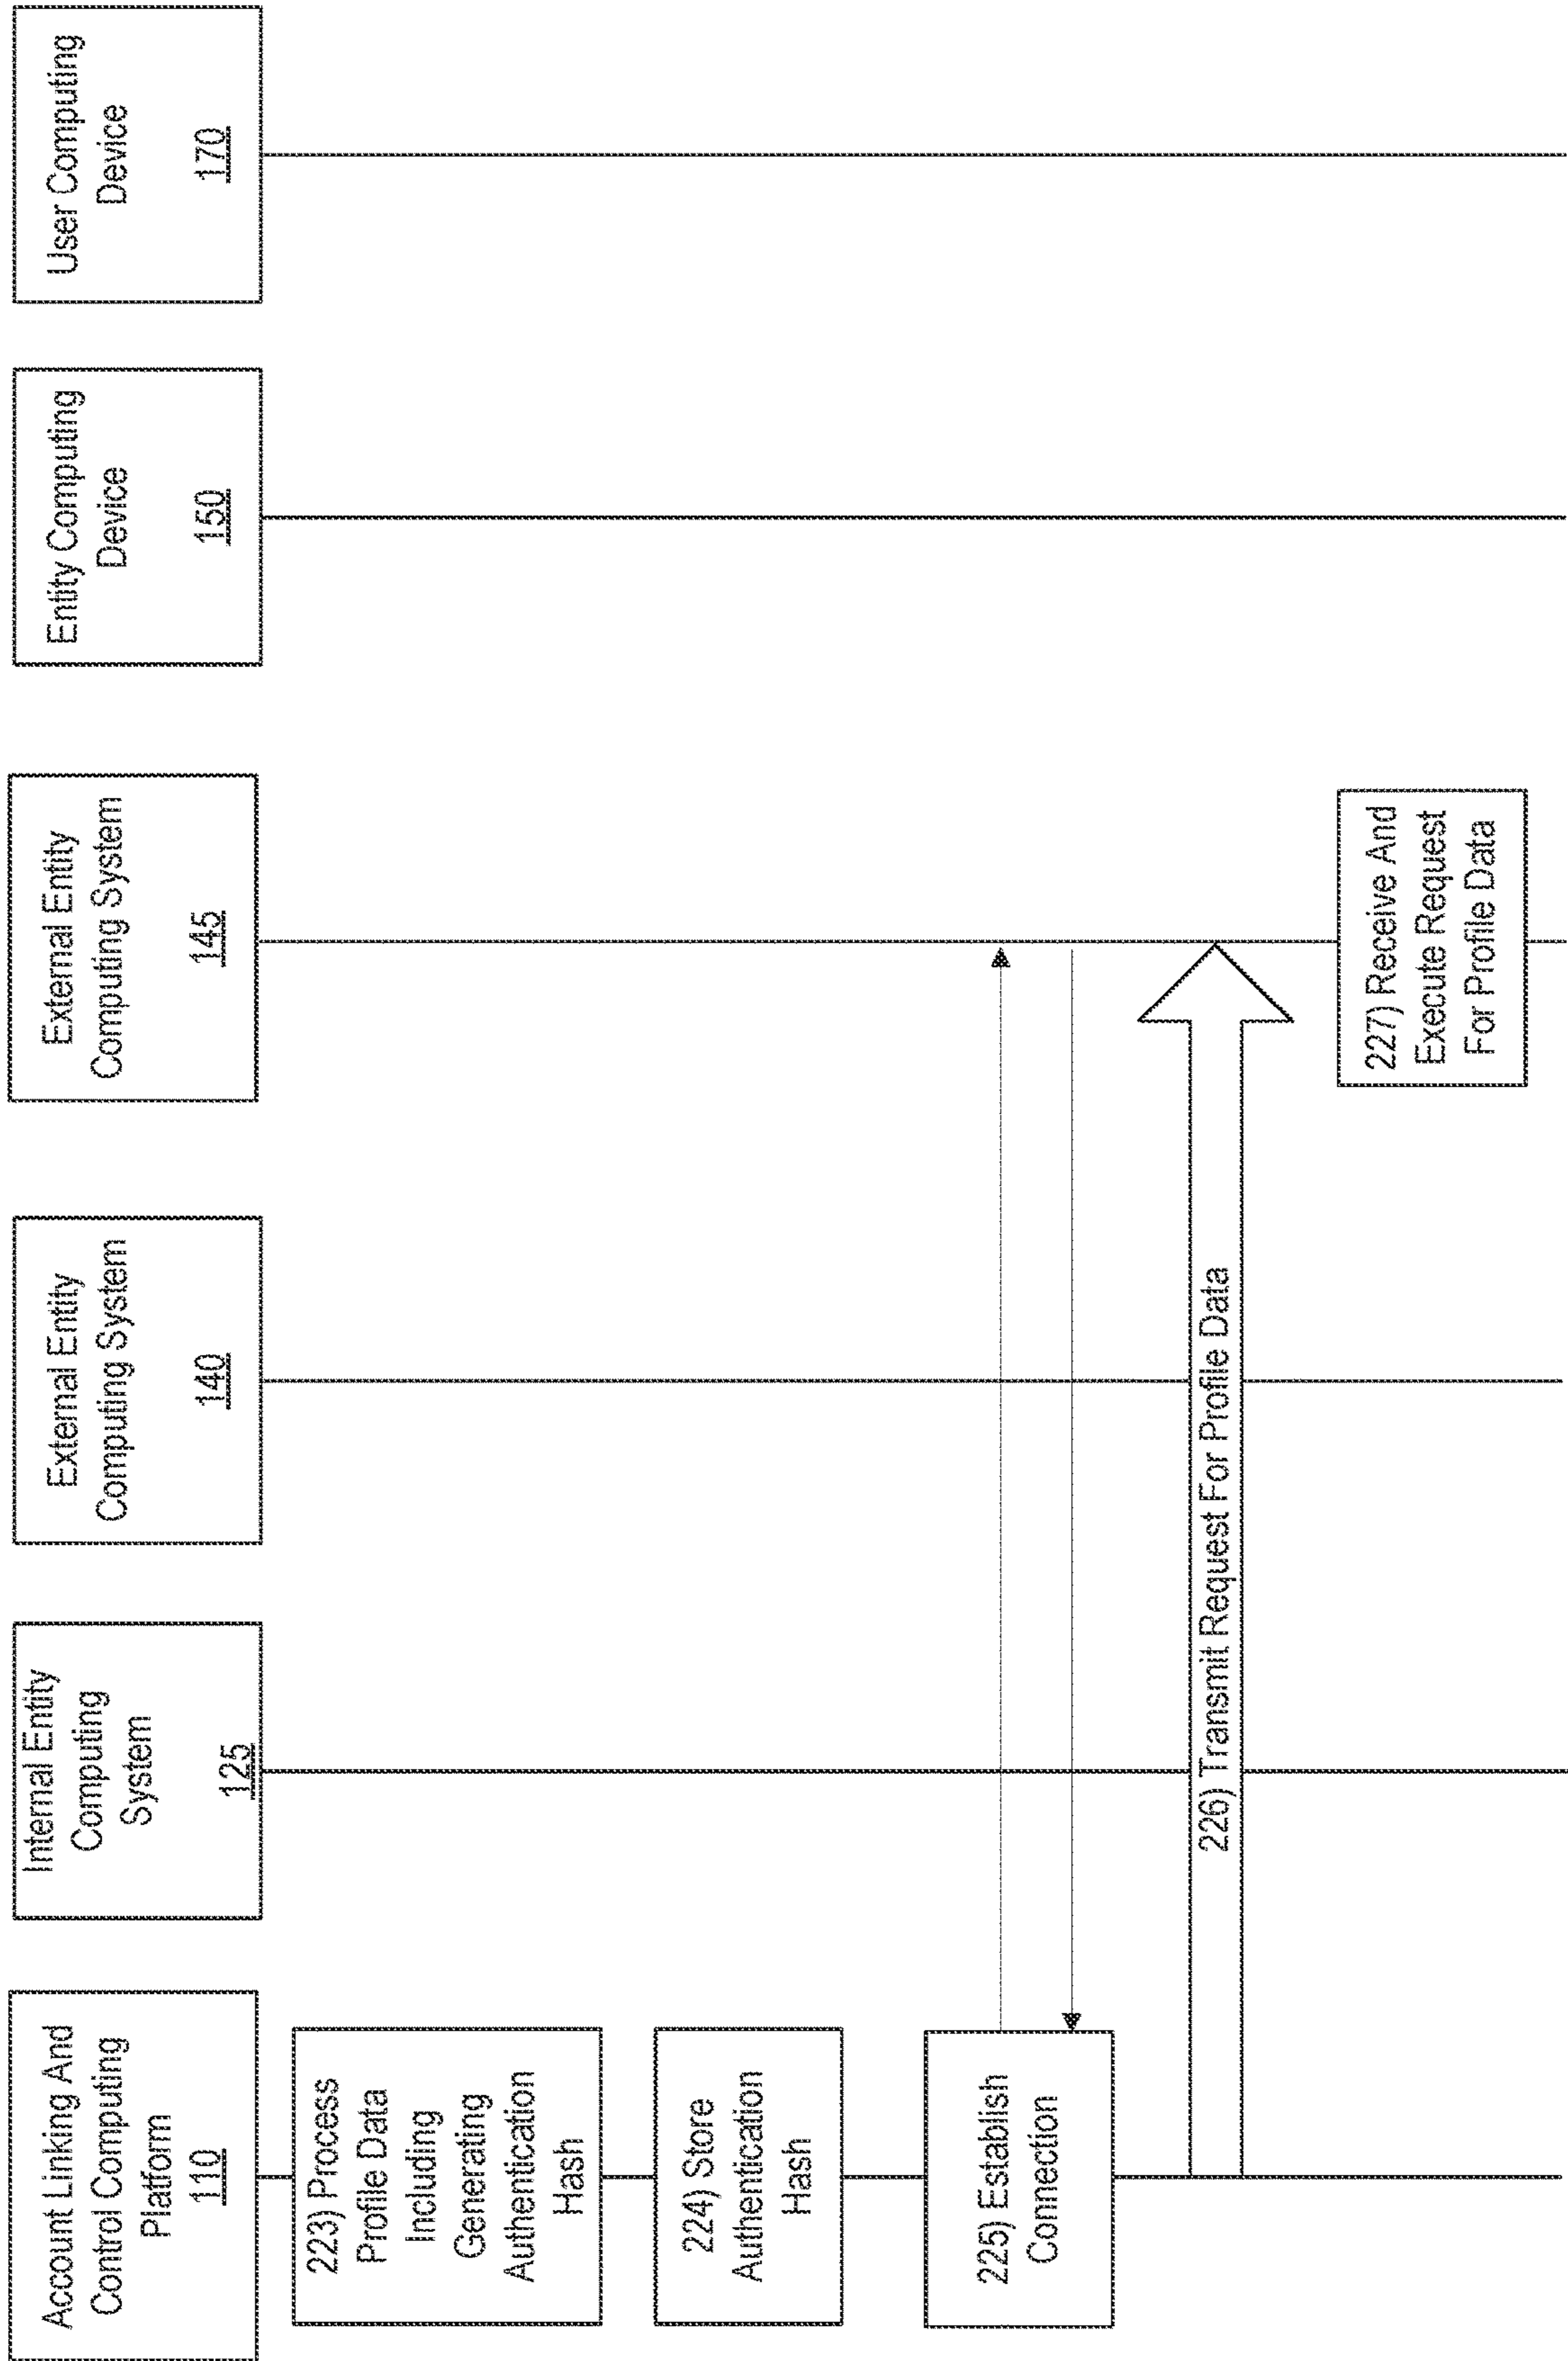 Account Linking And
Control Computing
Platform
110
Internal Entity
Computing
System
125
External Entity
Computing System
140
External Entity
Computing System
145
Entity Computing
Device
150
User Computing
Device
170
223) Process
Profile Data
Including
Generating
Authentication
Hash
224) Store
Authentication
Hash
225) Establish
Connection
226) Transmit Request For Profile Data
227) Receive And
Execute Request
For Profile Data